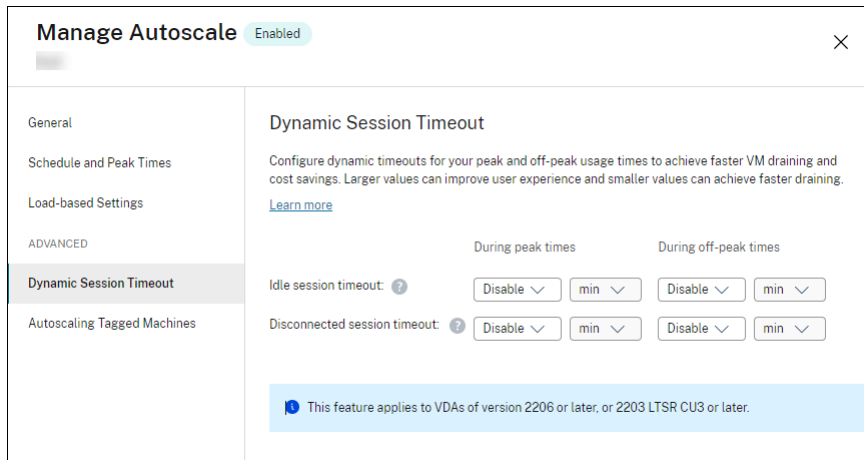 Manage Autoscale Enabled
General
Schedule and Peak Times
Load-based Settings
ADVANCED
Dynamic Session Timeout
Autoscaling Tagged Machines
Dynamic Session Timeout
Configure dynamic timeouts for your peak and off-peak usage times to achieve faster VM draining and
cost savings. Larger values can improve user experience and smaller values can achieve faster draining.
Learn more
During peak times During off-peak times
Idle session timeout: ? Disable min Disable min
Disconnected session timeout: ? Disable min Disable min
This feature applies to VDAs of version 2206 or later, or 2203 LTSR CU3 or later.